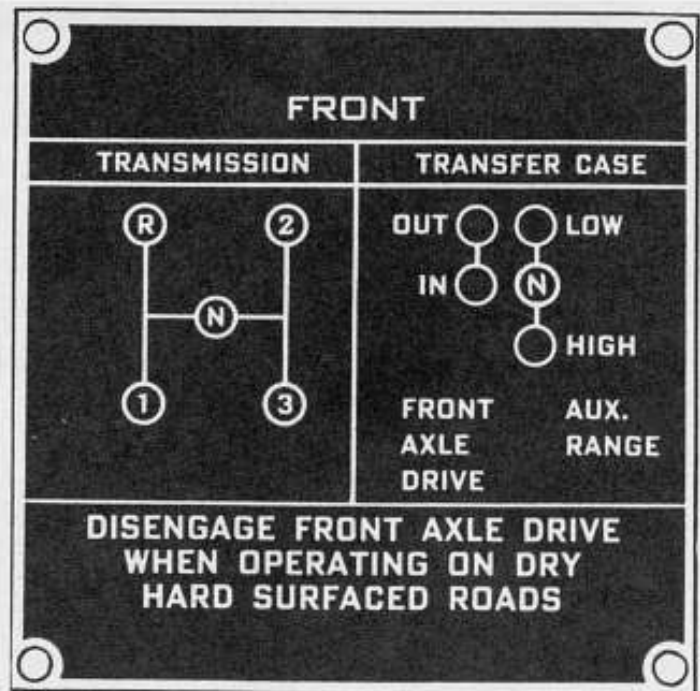 FRONT
TRANSMISSION TRANSFER CASE
R 2 OUT LOW
IN N
N
HIGH
1 3
FRONT AUX.
AXLE RANGE
DRIVE
DISENGAGE FRONT AXLE DRIVE
WHEN OPERATING ON DRY
HARD SURFACED ROADS